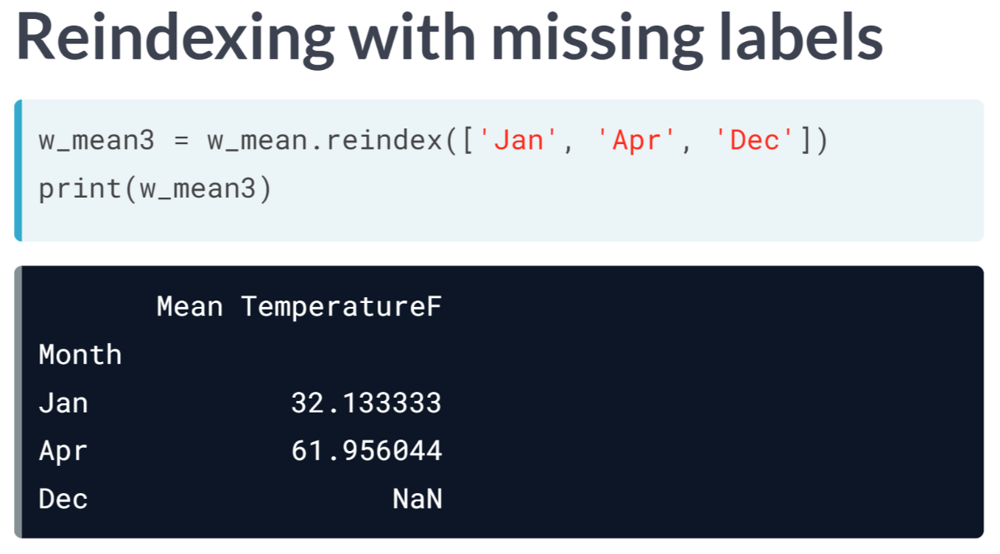 Reindexing with missing labels
w_mean3 = w_mean.reindex(['Jan', 'Apr', 'Dec'])
print(w_mean3)
Mean TemperatureF
Month
Jan 32.133333
Apr 61.956044
Dec NaN